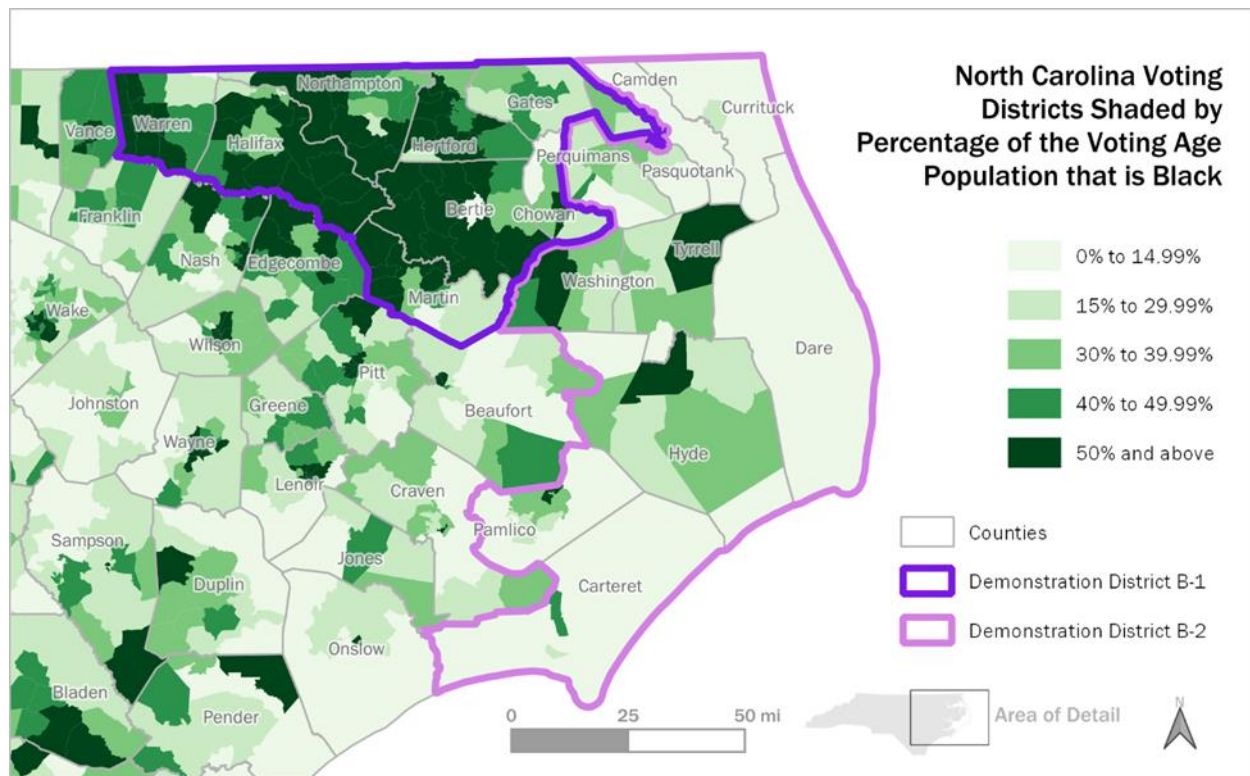 North Carolina Voting
Districts Shaded by
Percentage of the Voting Age
Population that is Black
0% to 14.99%
15% to 29.99%
30% to 39.99%
40% to 49.99%
50% and above
Counties
Demonstration District B-1
Demonstration District B-2
Area of Detail
N
0 25 50 mi
Camden
Currituck
Northampton
Gates
Vance
Warren
Halifax
Hertford
Perquimans
Pasquotank
Franklin
Bertie
Chowan
Nash
Edgecombe
Tyrrell
Martin
Washington
Wake
Wilson
Dare
Pitt
Johnston
Greene
Beaufort
Wayne
Hyde
Lenoir
Craven
Pamlico
Sampson
Jones
Duplin
Carteret
Onslow
Bladen
Pender